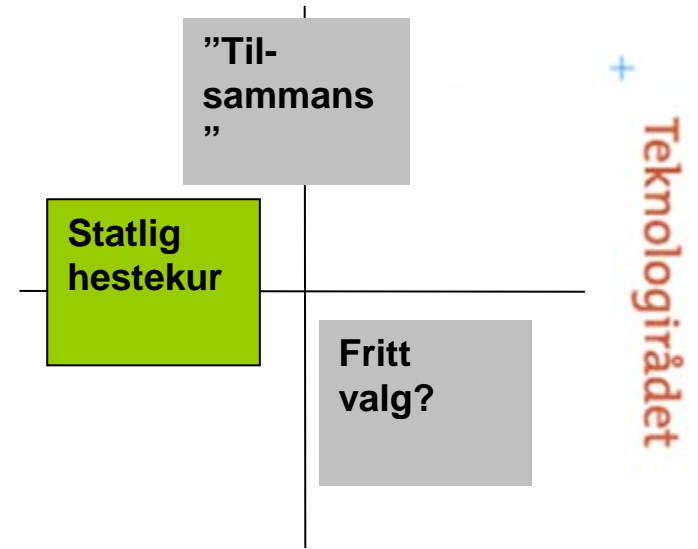 ”Til-
sammans
”
Statlig
hestekur
Fritt
valg?
+
Teknologirådet